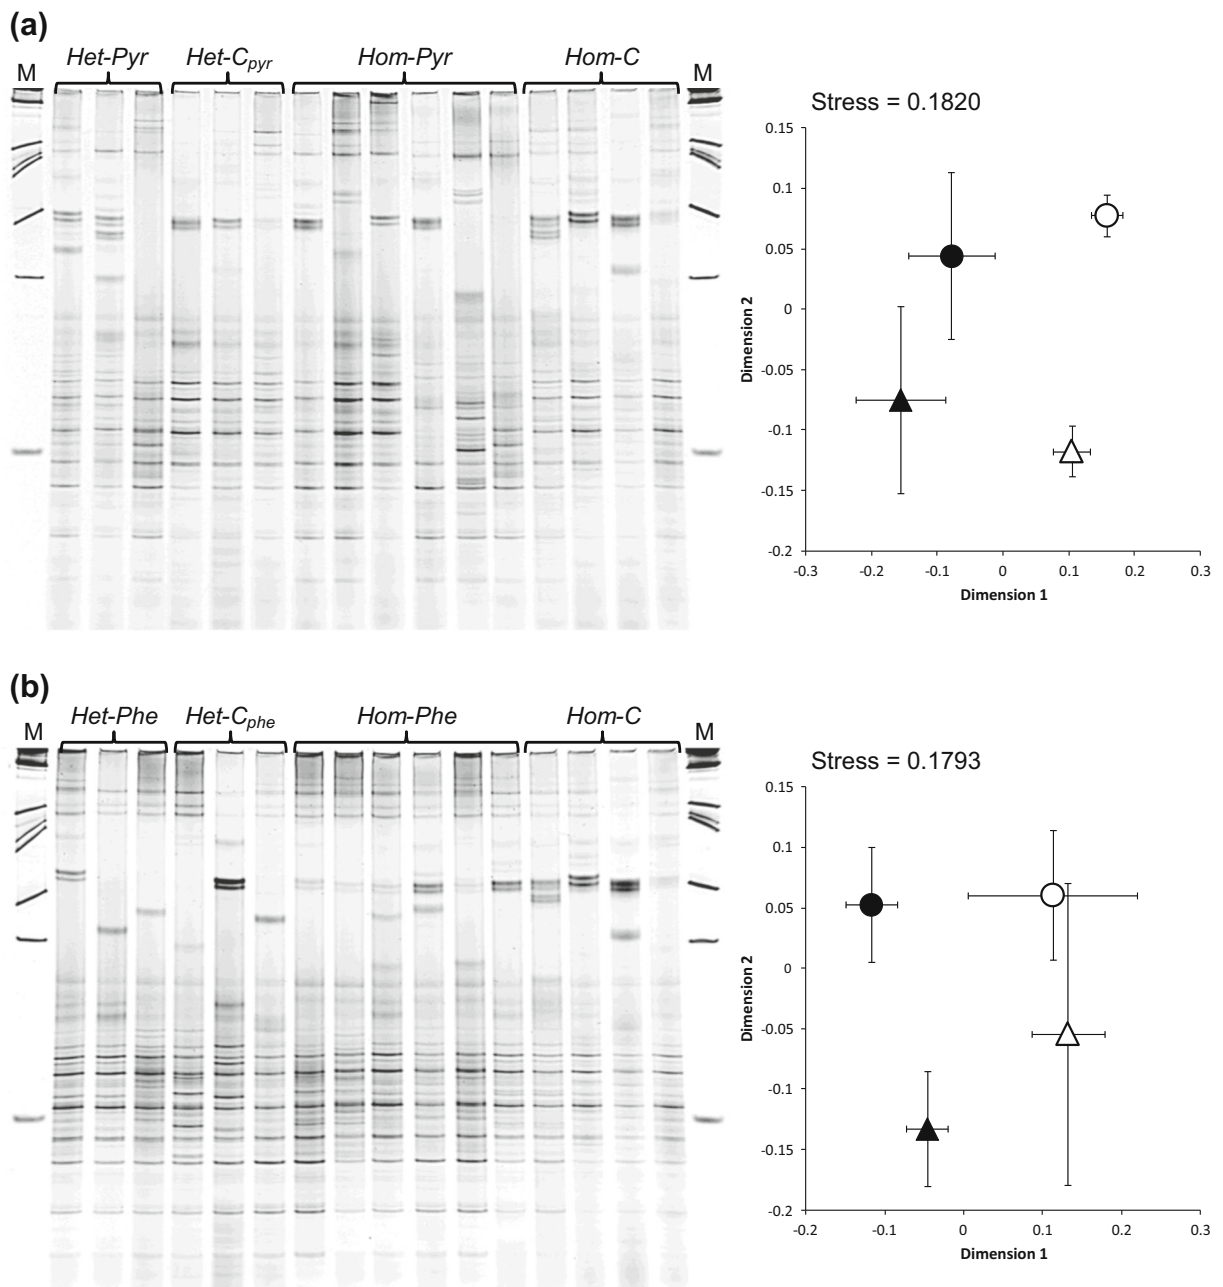 (a)
M Het-Pyr Het-Cpyr Hom-Pyr Hom-C M
Stress = 0.1820
0.15
0.1
0.05
0
-0.05
-0.1
-0.15
-0.2
Dimension 2
-0.3 -0.2 -0.1 0 0.1 0.2 0.3
Dimension 1
(b)
M Het-Phe Het-Cphe Hom-Phe Hom-C M
Stress = 0.1793
0.15
0.1
0.05
0
-0.05
-0.1
-0.15
-0.2
Dimension 2
-0.2 -0.1 0 0.1 0.2 0.3
Dimension 1